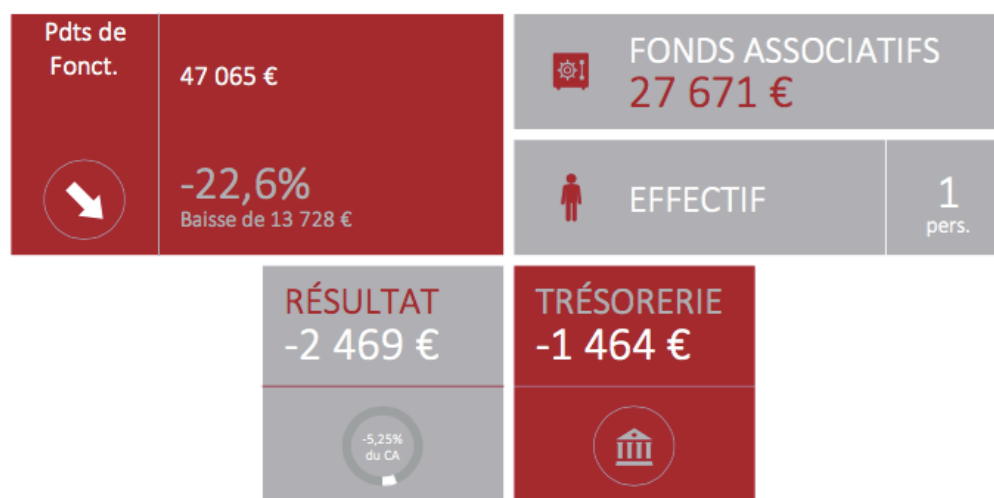 Pdts de
Fonct.
47 065 €
-22,6%
Baisse de 13 728 €
FONDS ASSOCIATIFS
27 671 €
EFFECTIF
1
pers.
RÉSULTAT
-2 469 €
-5,25%
du CA
TRÉSORERIE
-1 464 €